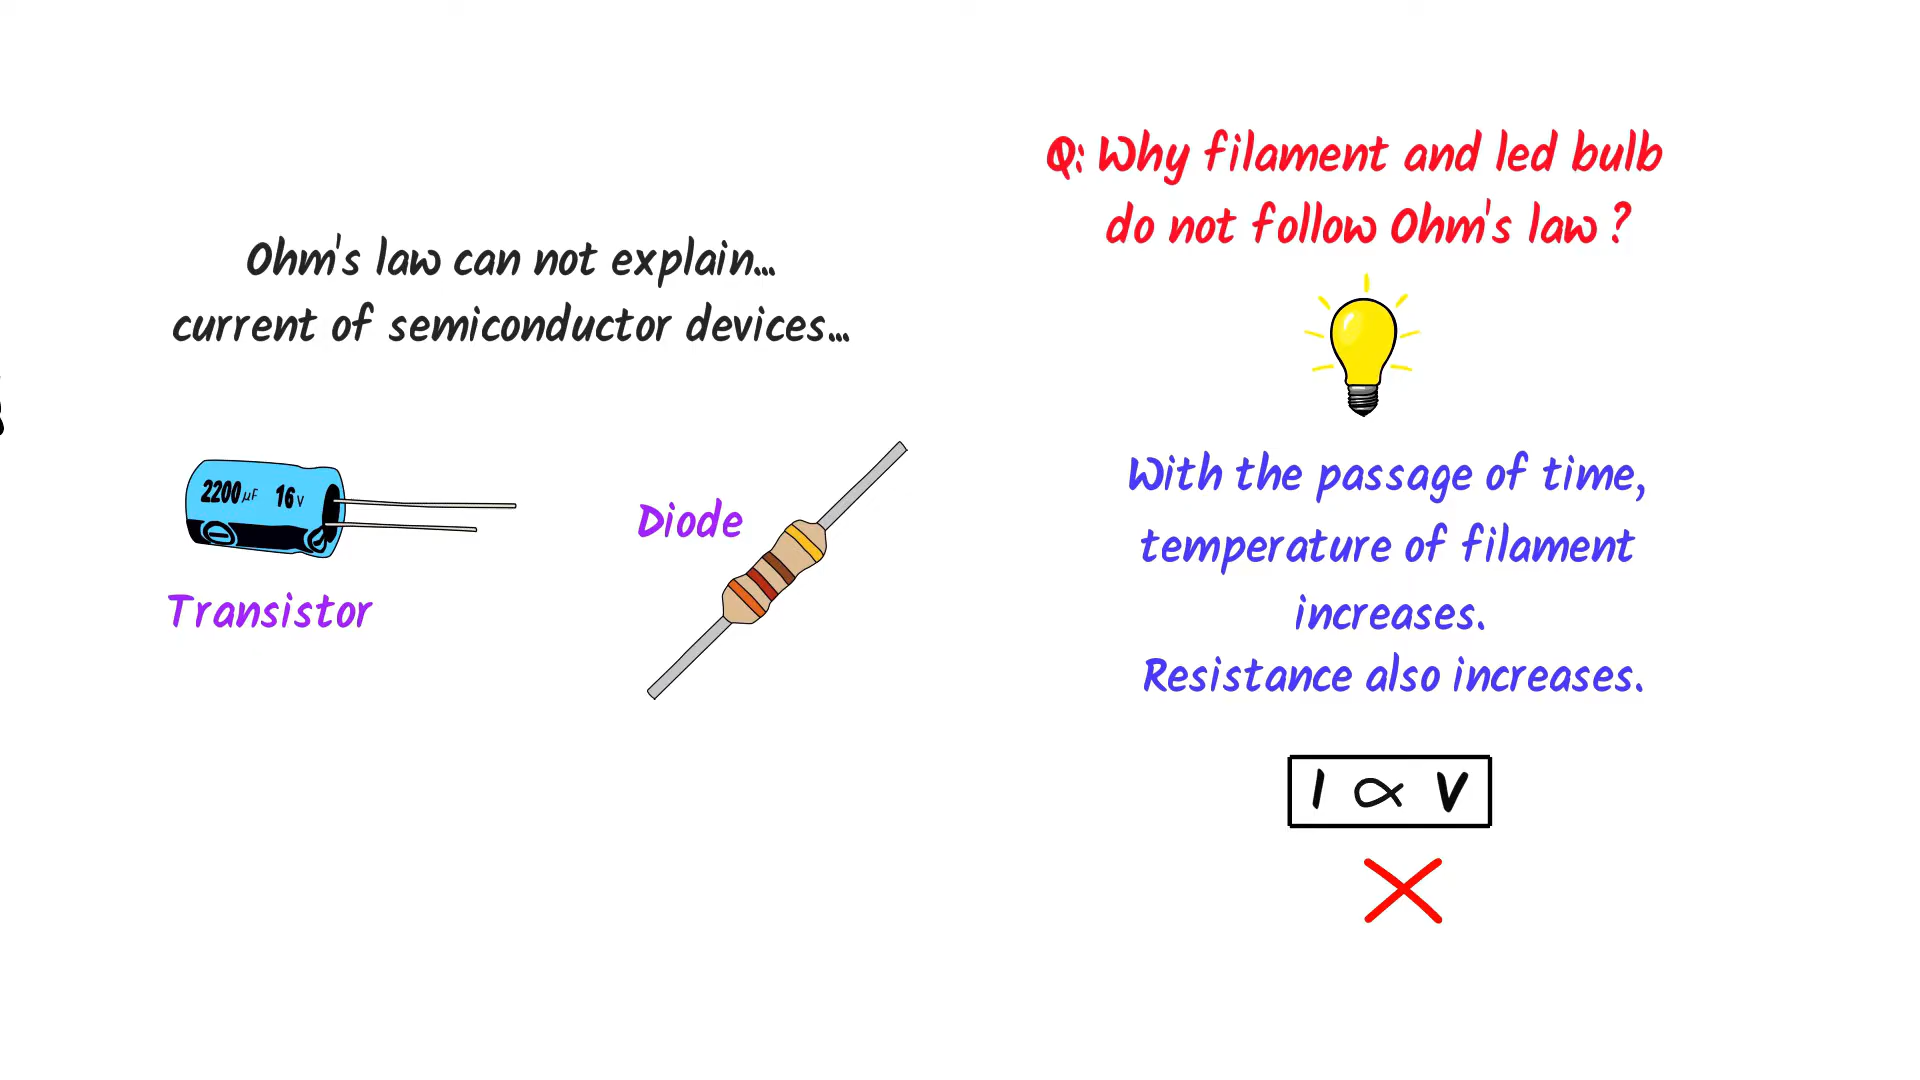 Ohm's law can not explain...
current of semiconductor devices...
2200 µF 16 V
Transistor
Diode
Q: Why filament and led bulb
do not follow Ohm's law ?
With the passage of time,
temperature of filament
increases.
Resistance also increases.
I ∝ V